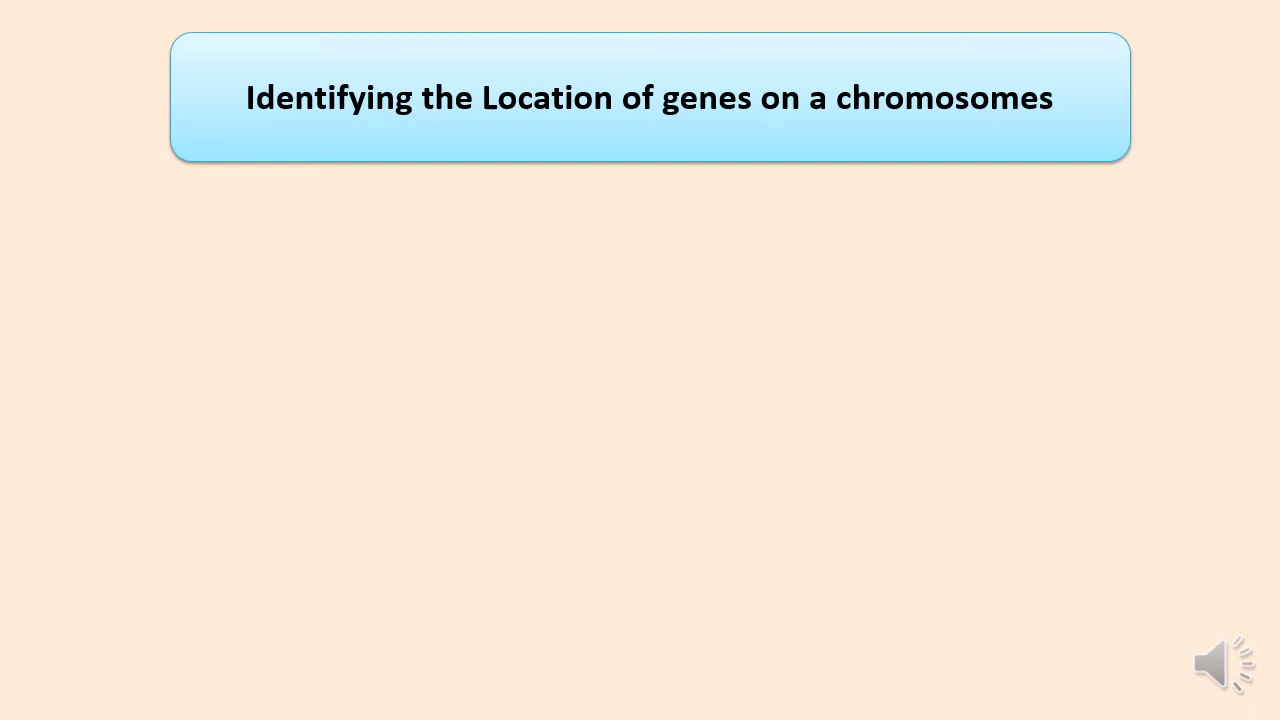 Identifying the Location of genes on a chromosomes